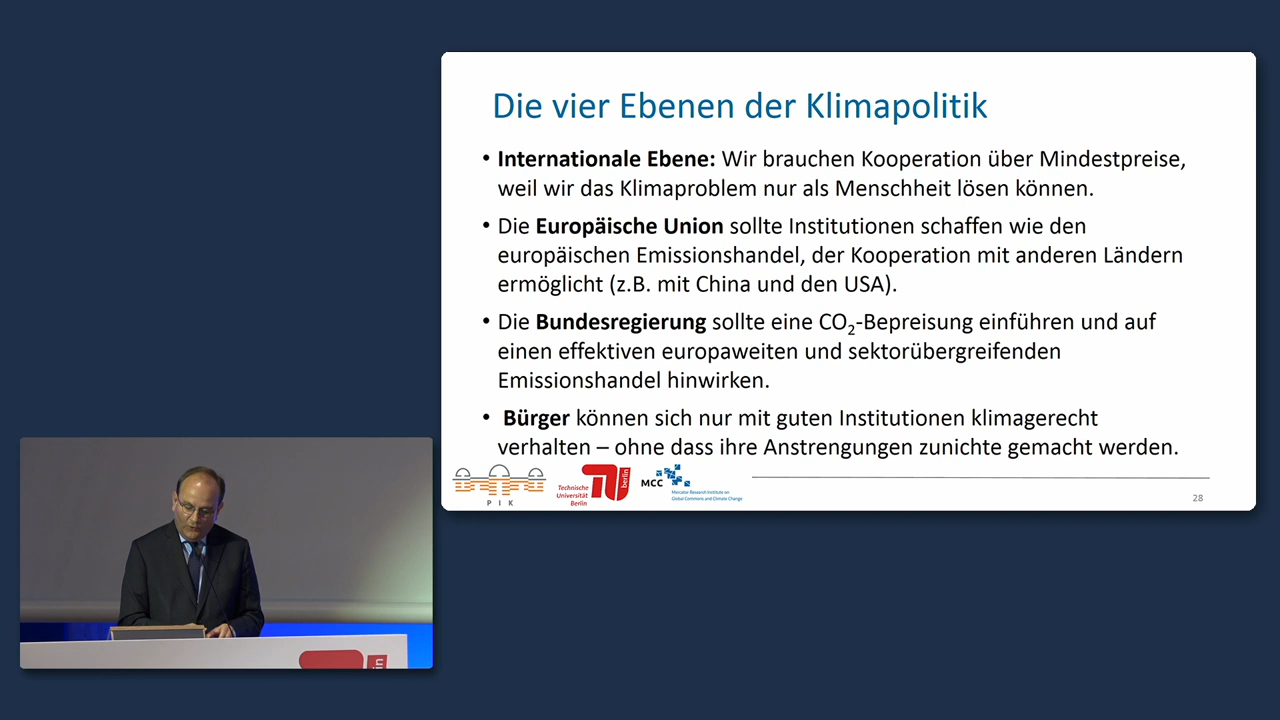 Die vier Ebenen der Klimapolitik
• Internationale Ebene: Wir brauchen Kooperation über Mindestpreise,
weil wir das Klimaproblem nur als Menschheit lösen können.
• Die Europäische Union sollte Institutionen schaffen wie den
europäischen Emissionshandel, der Kooperation mit anderen Ländern
ermöglicht (z.B. mit China und den USA).
• Die Bundesregierung sollte eine CO₂-Bepreisung einführen und auf
einen effektiven europaweiten und sektorübergreifenden
Emissionshandel hinwirken.
• Bürger können sich nur mit guten Institutionen klimagerecht
verhalten – ohne dass ihre Anstrengungen zunichte gemacht werden.
P I K
Technische
Universität
Berlin
berlin
MCC
Mercator Research Institute on
Global Commons and Climate Change
28
lin